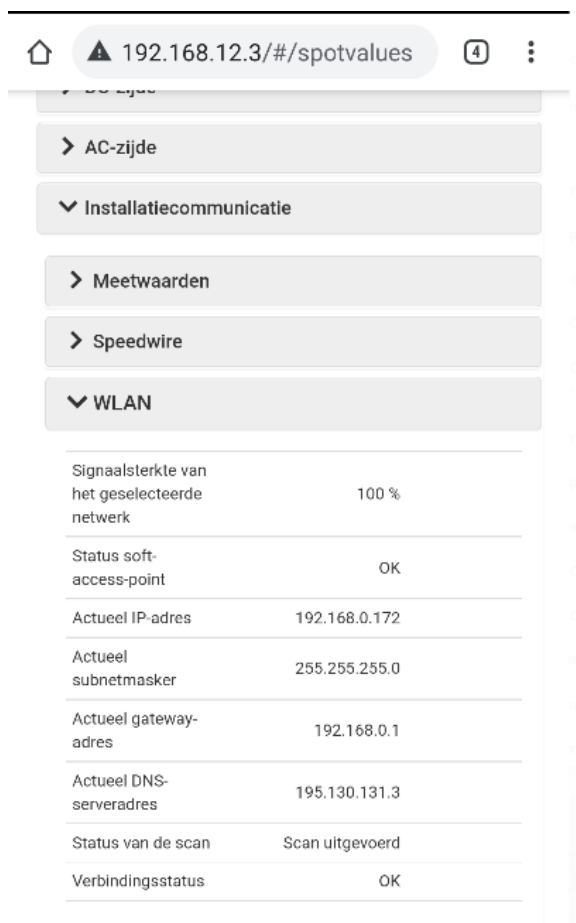 192.168.12.3/#/spotvalues
4
AC-zijde
Installatiecommunicatie
Meetwaarden
Speedwire
WLAN
Signaalsterkte van
het geselecteerde
netwerk
100 %
Status soft-
access-point
OK
Actueel IP-adres
192.168.0.172
Actueel
subnetmasker
255.255.255.0
Actueel gateway-
adres
192.168.0.1
Actueel DNS-
serveradres
195.130.131.3
Status van de scan
Scan uitgevoerd
Verbindingsstatus
OK